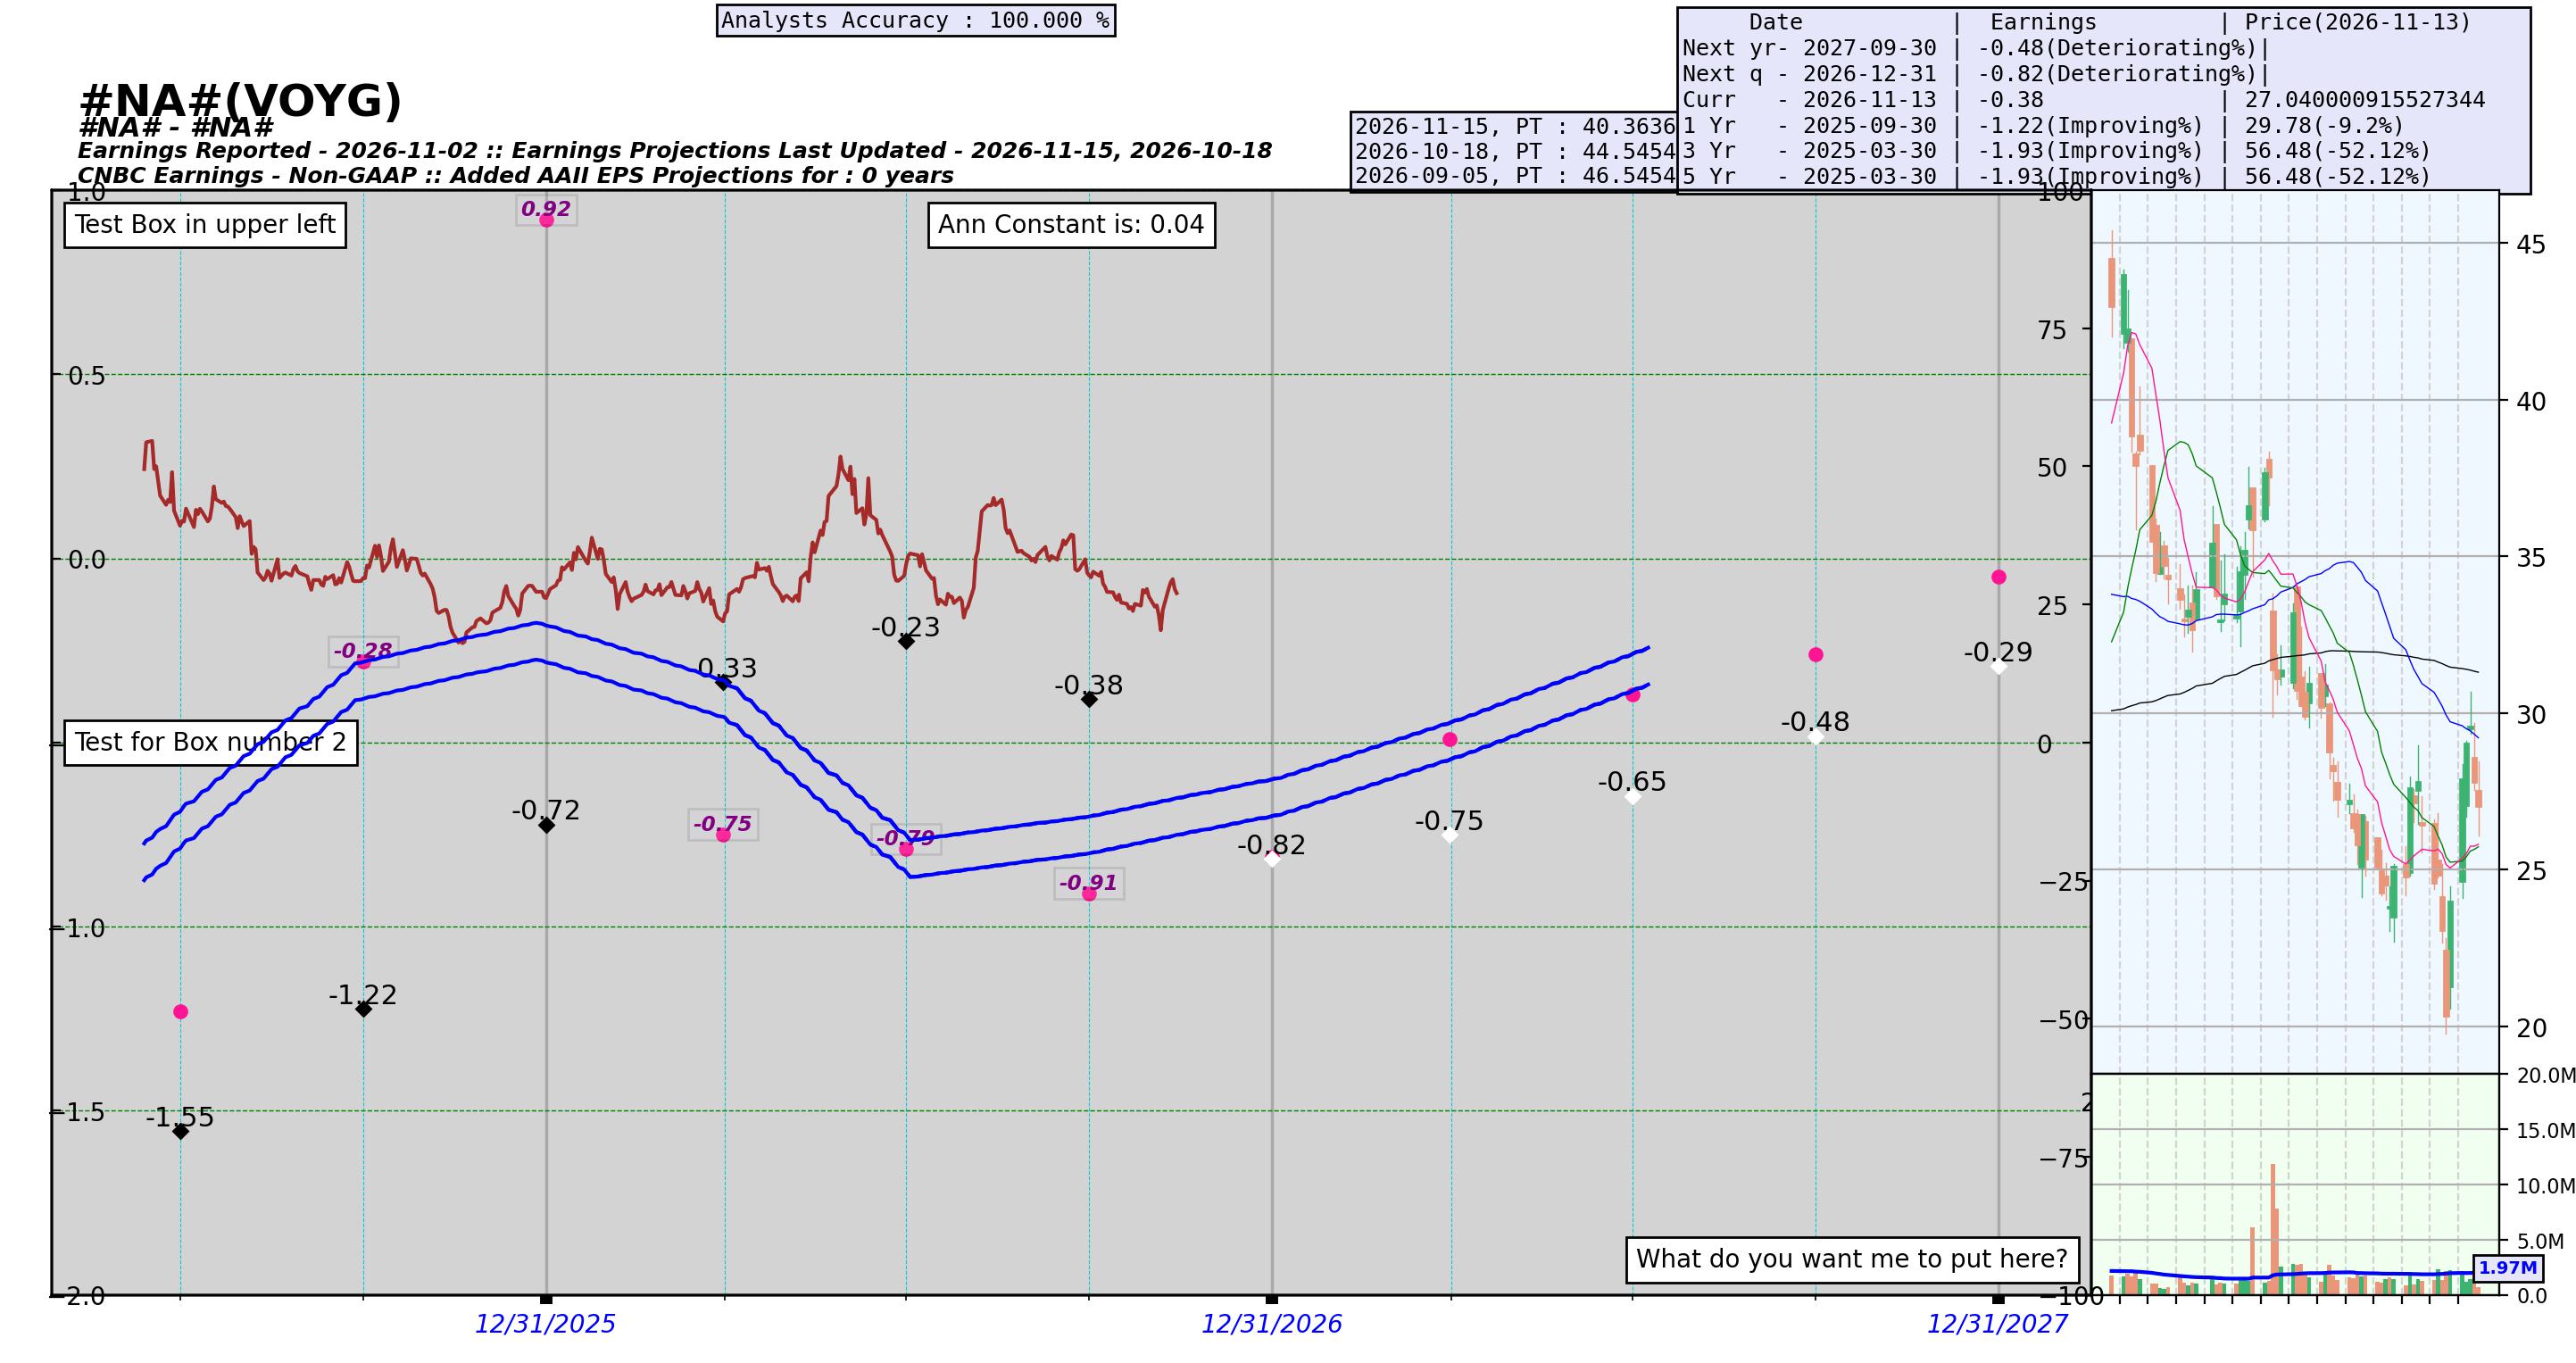 Analysts Accuracy : 100.000 %
Date | Earnings | Price(2026-11-13)
Next yr- 2027-09-30 | -0.48(Deteriorating%)|
Next q - 2026-12-31 | -0.82(Deteriorating%)|
Curr - 2026-11-13 | -0.38 | 27.040000915527344
1 Yr - 2025-09-30 | -1.22(Improving%) | 29.78(-9.2%)
3 Yr - 2025-03-30 | -1.93(Improving%) | 56.48(-52.12%)
5 Yr - 2025-03-30 | -1.93(Improving%) | 56.48(-52.12%)
#NA#(VOYG)
#NA# - #NA#
Earnings Reported - 2026-11-02 :: Earnings Projections Last Updated - 2026-11-15, 2026-10-18
CNBC Earnings - Non-GAAP :: Added AAII EPS Projections for : 0 years
2026-11-15, PT : 40.3636
2026-10-18, PT : 44.5454
2026-09-05, PT : 46.5454
1.0
0.5
0.0
−1.0
−1.5
−2.0
Test Box in upper left
Ann Constant is: 0.04
Test for Box number 2
What do you want me to put here?
0.92
-0.28
-0.75
-0.79
-0.91
-1.55
-1.22
-0.72
0.33
-0.23
-0.38
-0.82
-0.75
-0.65
-0.48
-0.29
100
75
50
25
0
−25
−50
−75
−100
2
45
40
35
30
25
20
20.0M
15.0M
10.0M
5.0M
0.0
1.97M
12/31/2025
12/31/2026
12/31/2027